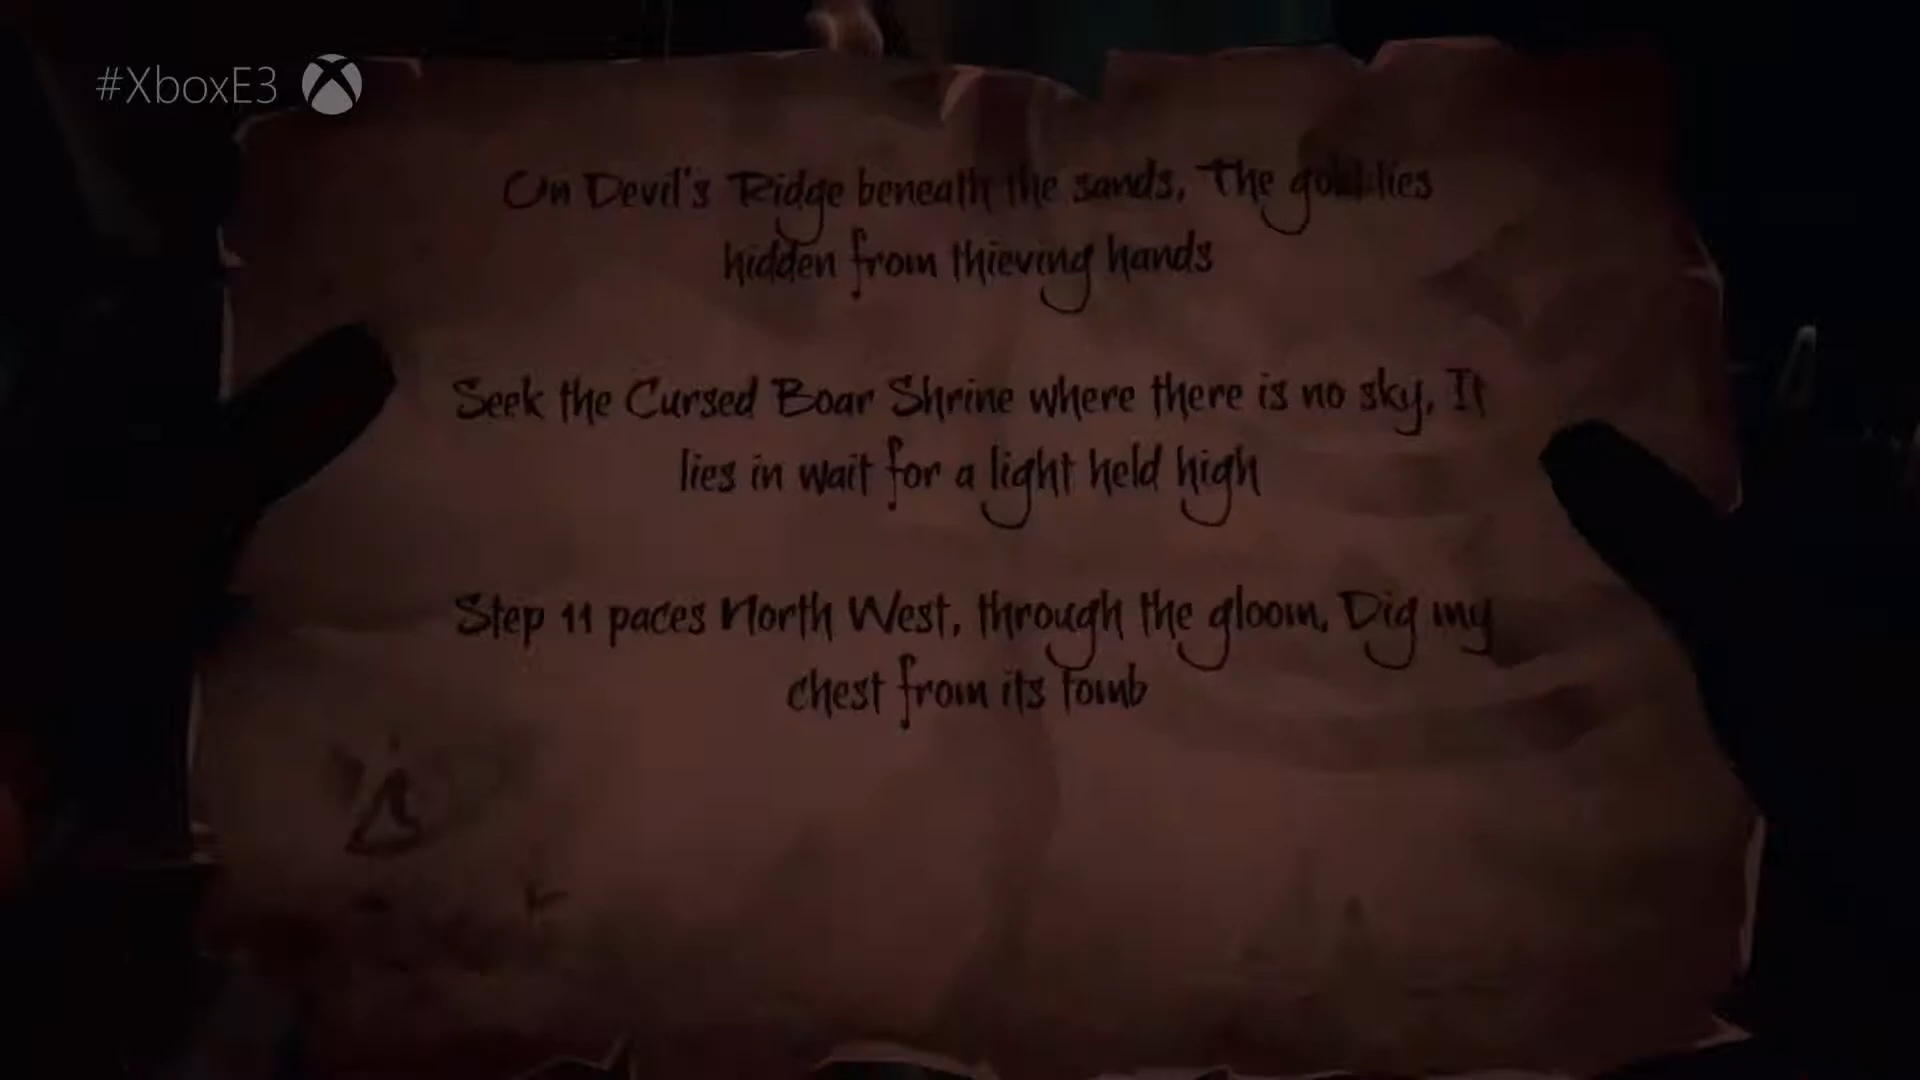 #XboxE3
On Devil's Ridge beneath the sands, The gold lies
hidden from thieving hands
Seek the Cursed Boar Shrine where there is no sky, It
lies in wait for a light held high
Step 11 paces North West, through the gloom, Dig my
chest from its tomb